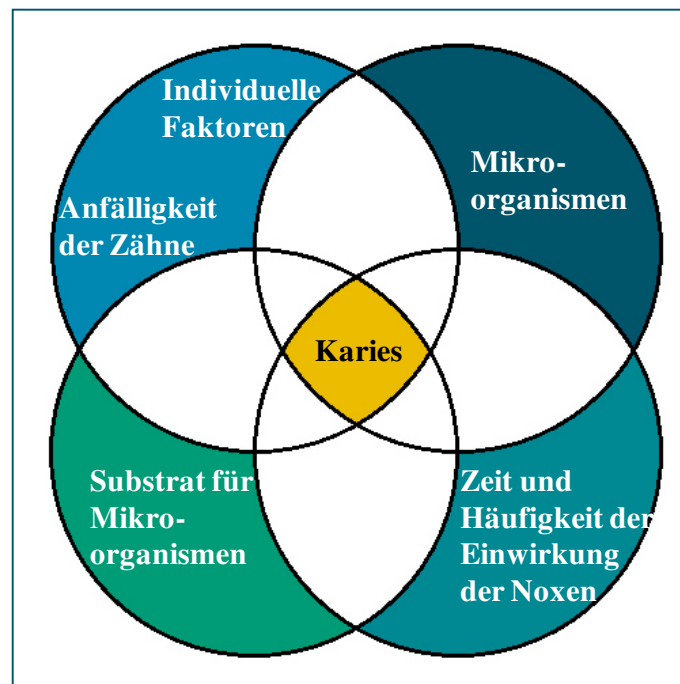 Individuelle
Faktoren
Anfälligkeit
der Zähne
Mikro-
organismen
Karies
Substrat für
Mikro-
organismen
Zeit und
Häufigkeit der
Einwirkung
der Noxen